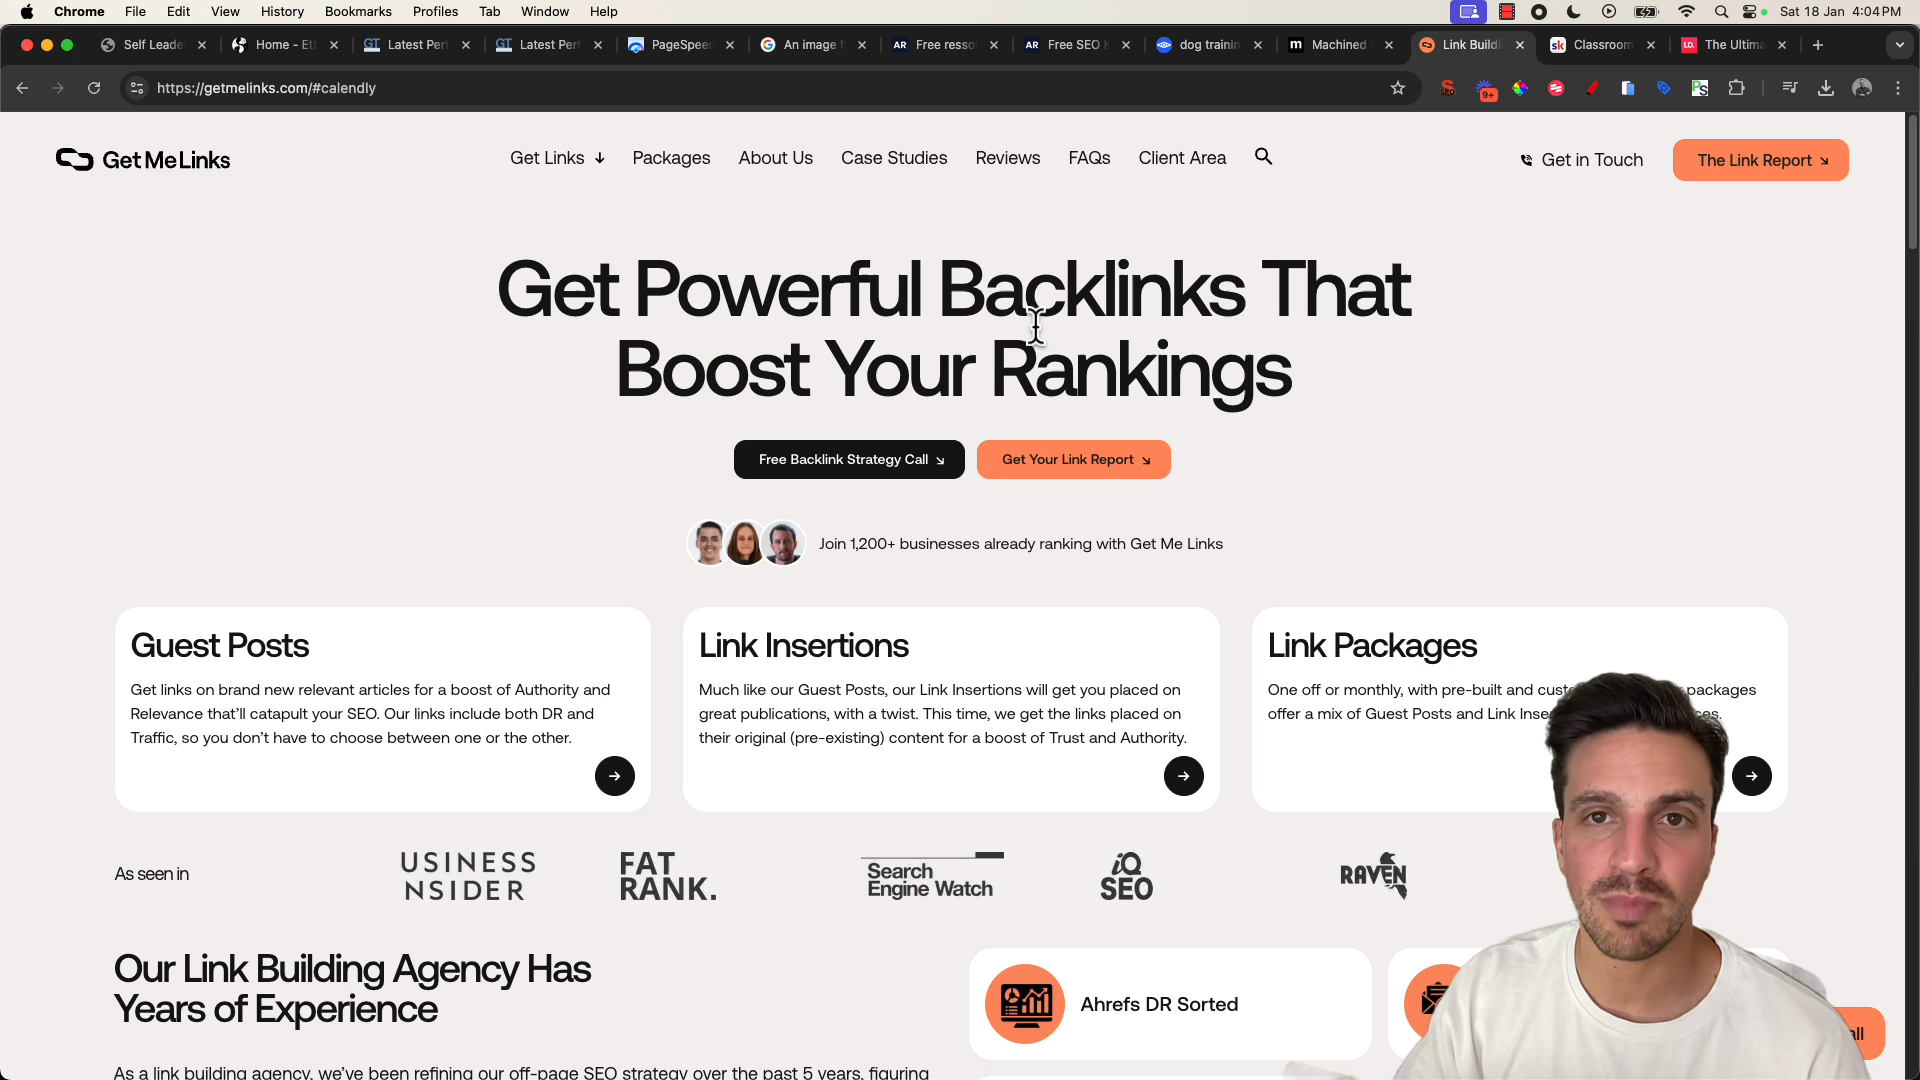 Chrome File Edit View History Bookmarks Profiles Tab Window Help Sat 18 Jan 4:04 PM
Self Leade Home - Et Latest Perf Latest Perf PageSpeed An image f Free resso Free SEO dog trainin Machined Link Buildi Classroom The Ultima
https://getmelinks.com/#calendly
9+
Get Me Links
Get Links Packages About Us Case Studies Reviews FAQs Client Area
Get in Touch The Link Report
Get Powerful Backlinks That
Boost Your Rankings
Free Backlink Strategy Call Get Your Link Report
Join 1,200+ businesses already ranking with Get Me Links
Guest Posts
Get links on brand new relevant articles for a boost of Authority and
Relevance that'll catapult your SEO. Our links include both DR and
Traffic, so you don't have to choose between one or the other.
Link Insertions
Much like our Guest Posts, our Link Insertions will get you placed on
great publications, with a twist. This time, we get the links placed on
their original (pre-existing) content for a boost of Trust and Authority.
Link Packages
One off or monthly, with pre-built and packages
offer a mix of Guest Posts and Link
As seen in
USINESS
NSIDER
FAT
RANK.
Search
Engine Watch
iQ
SEO
RAVEN
Our Link Building Agency Has
Years of Experience
Ahrefs DR Sorted
As a link building agency, we've been refining our off-page SEO strategy over the past 5 years, figuring